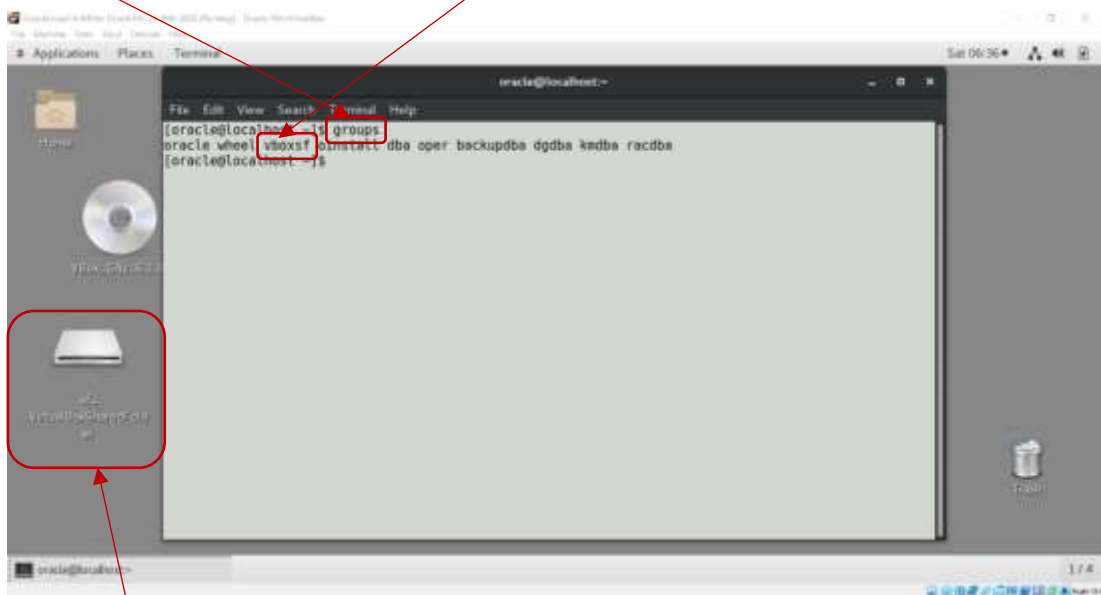 Applications Places Terminal Sat 06:36
oracle@localhost:~
File Edit View Search Terminal Help
[oracle@localhost ~]$ groups
oracle wheel vboxsf oinstall dba oper backupdba dgdba kmdba racdba
[oracle@localhost ~]$
Home
Trash
oracle@localhost:~
1 / 4